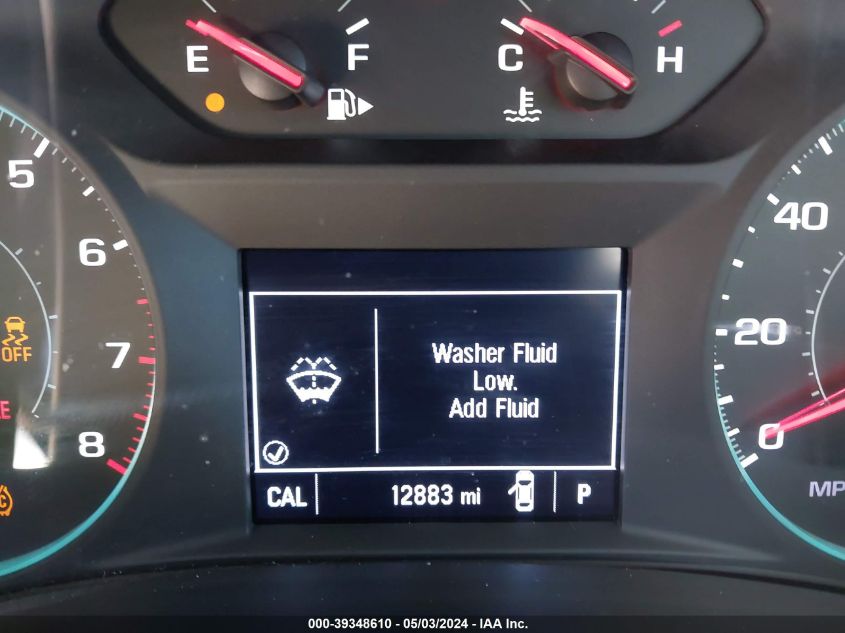 E
F
C
H
5
6
7
8
OFF
40
20
0
MP
Washer Fluid
Low.
Add Fluid
CAL
12883 mi
P
000-39348610 - 05/03/2024 - IAA Inc.